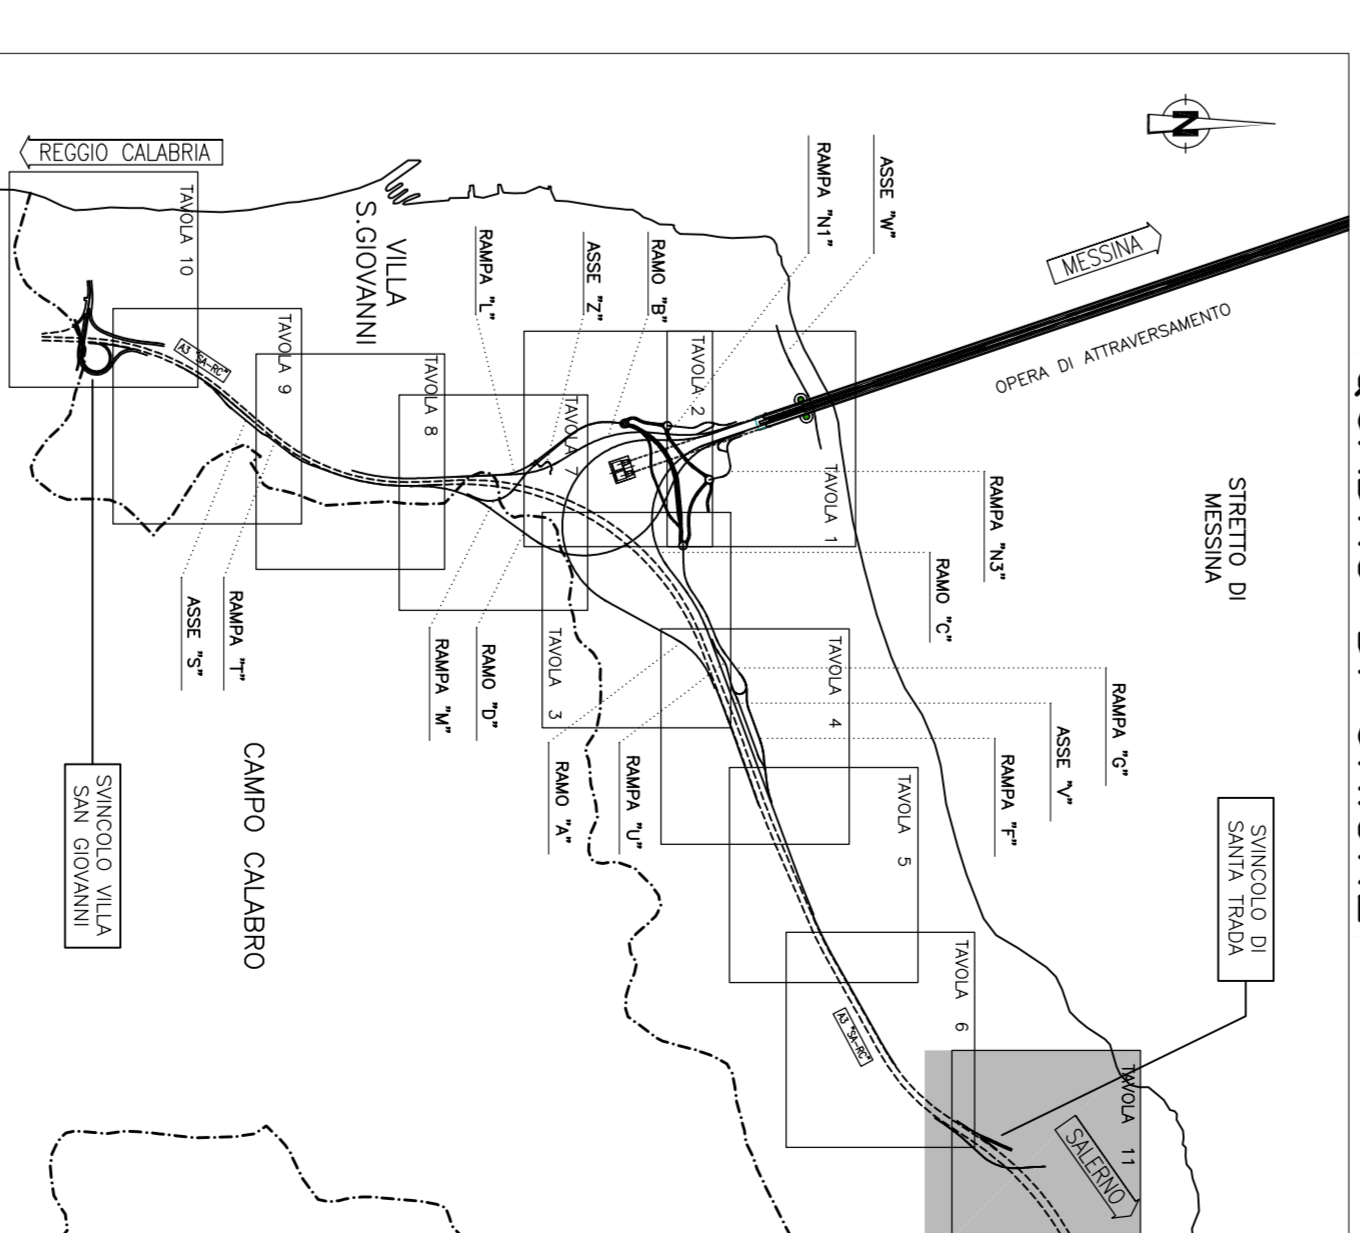 REGGIO CALABRIA
TAVOLA 10
VILLA
S.GIOVANNI
RAMPA "L"
ASSE "Z"
RAMO "B"
RAMPA "N1"
ASSE "W"
N
MESSINA
OPERA DI ATTRAVERSAMENTO
STRETTO DI
MESSINA
A3 "SA-RC"
TAVOLA 9
TAVOLA 8
TAVOLA 7
TAVOLA 2
TAVOLA 1
RAMPA "N3"
RAMO "C"
RAMPA "T"
ASSE "S"
RAMPA "M"
RAMO "D"
TAVOLA 3
TAVOLA 4
RAMPA "G"
ASSE "V"
RAMPA "F"
RAMO "A"
RAMPA "U"
TAVOLA 5
SVINCOLO VILLA
SAN GIOVANNI
CAMPO CALABRO
SVINCOLO DI
SANTA TRADA
TAVOLA 6
A3 "SA-RC"
TAVOLA 11
SALERNO